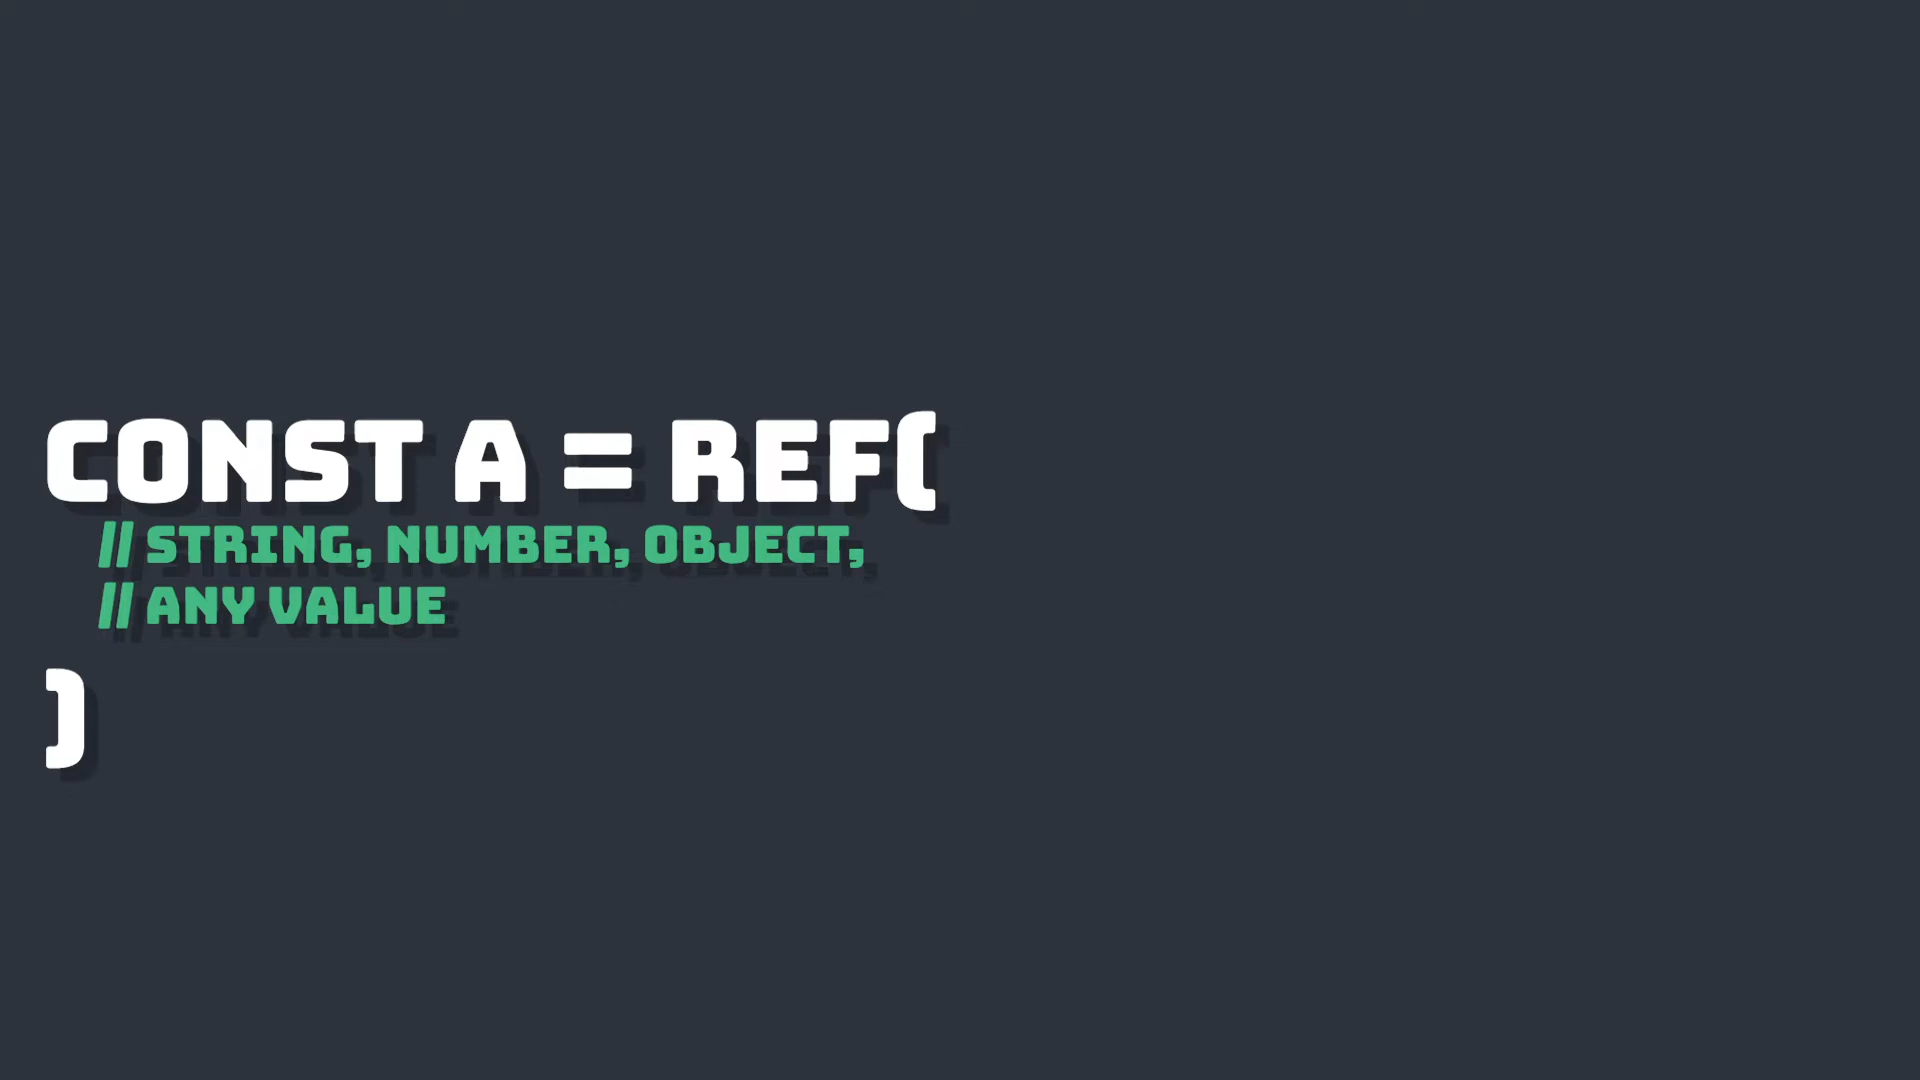 CONST A = REF(
// STRING, NUMBER, OBJECT,
// ANY VALUE
)